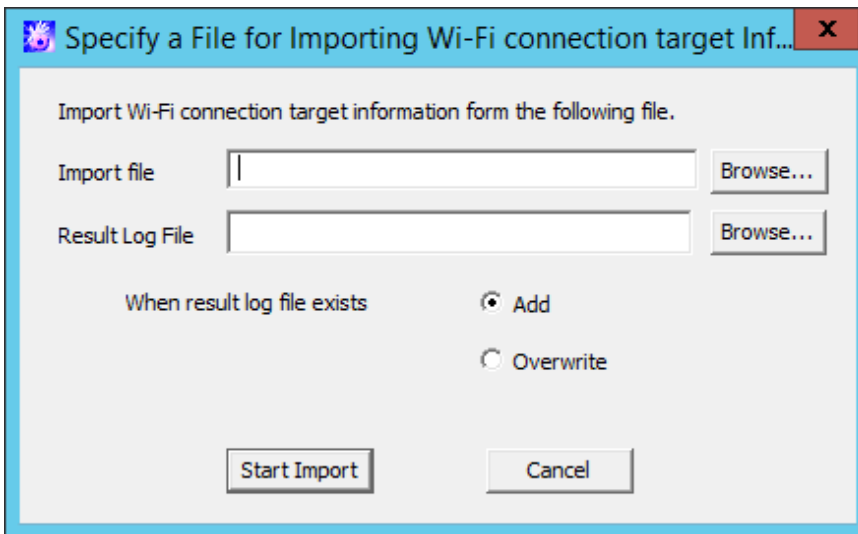 Specify a File for Importing Wi-Fi connection target Inf...
x
Import Wi-Fi connection target information form the following file.
Import file
Browse...
Result Log File
Browse...
When result log file exists
Add
Overwrite
Start Import
Cancel